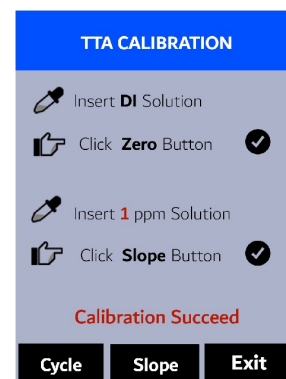 TTA CALIBRATION
Insert DI Solution
Click Zero Button
Insert 1 ppm Solution
Click Slope Button
Calibration Succeed
Cycle Slope Exit